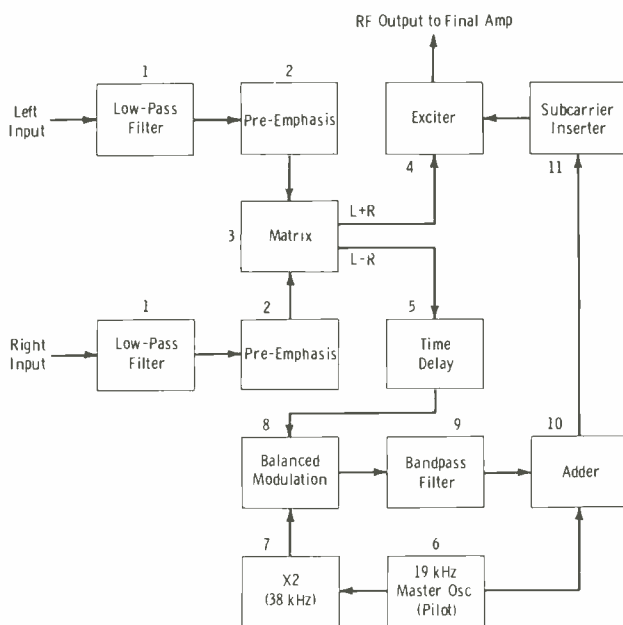 RF Output to Final Amp
1
2
Left
Input
Low-Pass
Filter
Pre-Emphasis
Exciter
Subcarrier
Inserter
4
11
L+R
3
Matrix
L-R
1
2
5
Right
Input
Low-Pass
Filter
Pre-Emphasis
Time
Delay
8
9
10
Balanced
Modulation
Bandpass
Filter
Adder
7
6
X2
(38 kHz)
19 kHz
Master Osc
(Pilot)